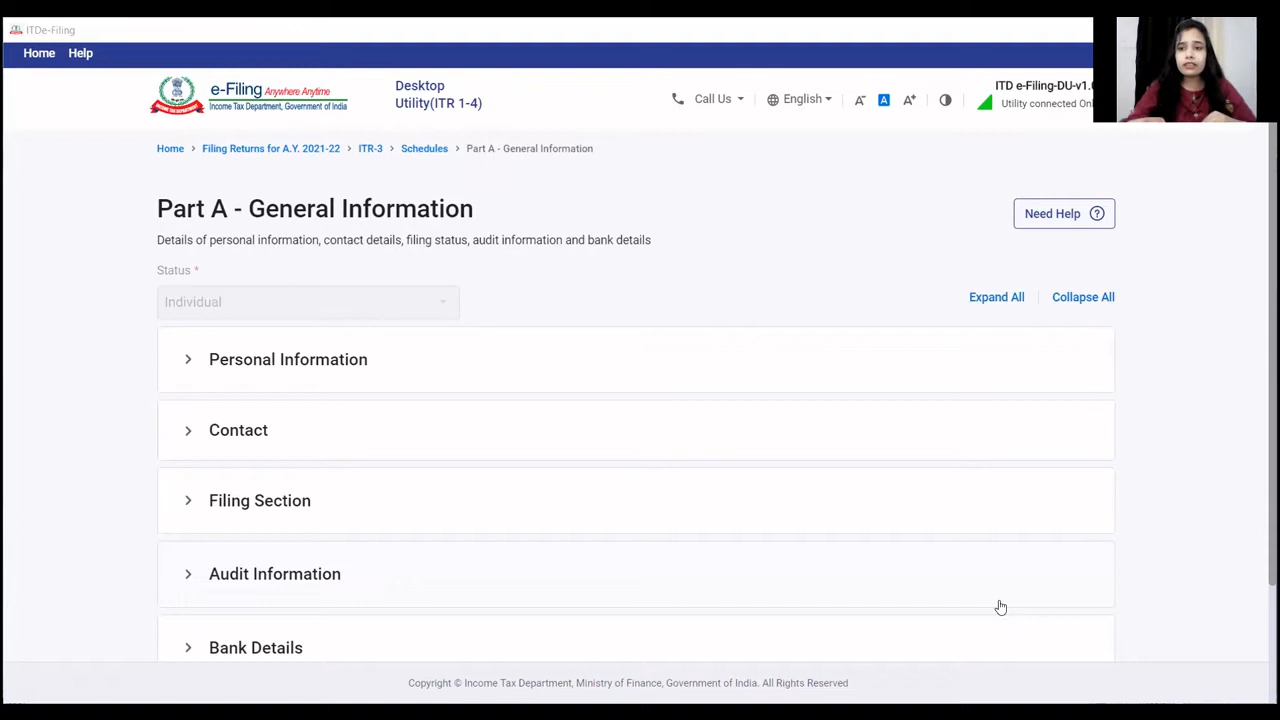 ITDe-Filing
Home Help
e-Filing Anywhere Anytime
Income Tax Department, Government of India
Desktop
Utility(ITR 1-4)
Call Us
English
A- A A+
ITD e-Filing-DU-v1.
Utility connected Onl
Home > Filing Returns for A.Y. 2021-22 > ITR-3 > Schedules > Part A - General Information
Part A - General Information
Need Help ?
Details of personal information, contact details, filing status, audit information and bank details
Status *
Individual
Expand All | Collapse All
Personal Information
Contact
Filing Section
Audit Information
Bank Details
Copyright © Income Tax Department, Ministry of Finance, Government of India. All Rights Reserved